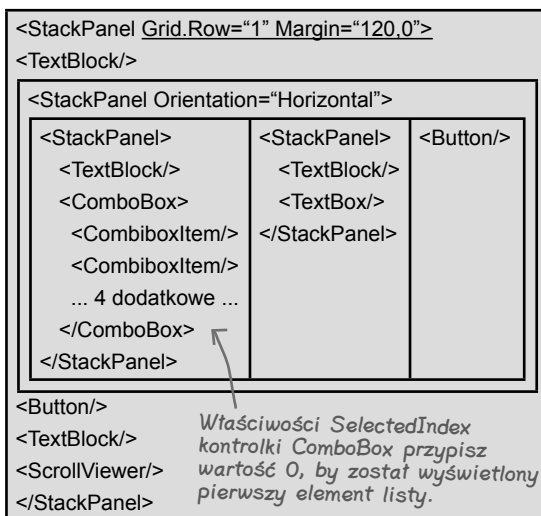 <StackPanel Grid.Row=“1” Margin=“120,0”>
<TextBlock/>
<StackPanel Orientation=“Horizontal”>
<StackPanel>
<TextBlock/>
<ComboBox>
<CombiboxItem/>
<CombiboxItem/>
... 4 dodatkowe ...
</ComboBox>
</StackPanel>
<StackPanel>
<TextBlock/>
<TextBox/>
</StackPanel>
<Button/>
<Button/>
<TextBlock/>
<ScrollViewer/>
</StackPanel>
Właściwości SelectedIndex
kontrolki ComboBox przypisz
wartość 0, by został wyświetlony
pierwszy element listy.